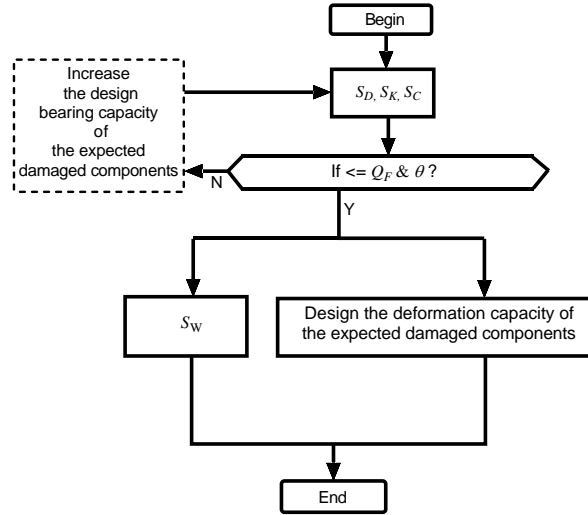 Begin
Increase
the design
bearing capacity
of
the expected
damaged components
S_D, S_K, S_C
If <= Q_F & θ ?
N
Y
S_W
Design the deformation capacity of
the expected damaged components
End